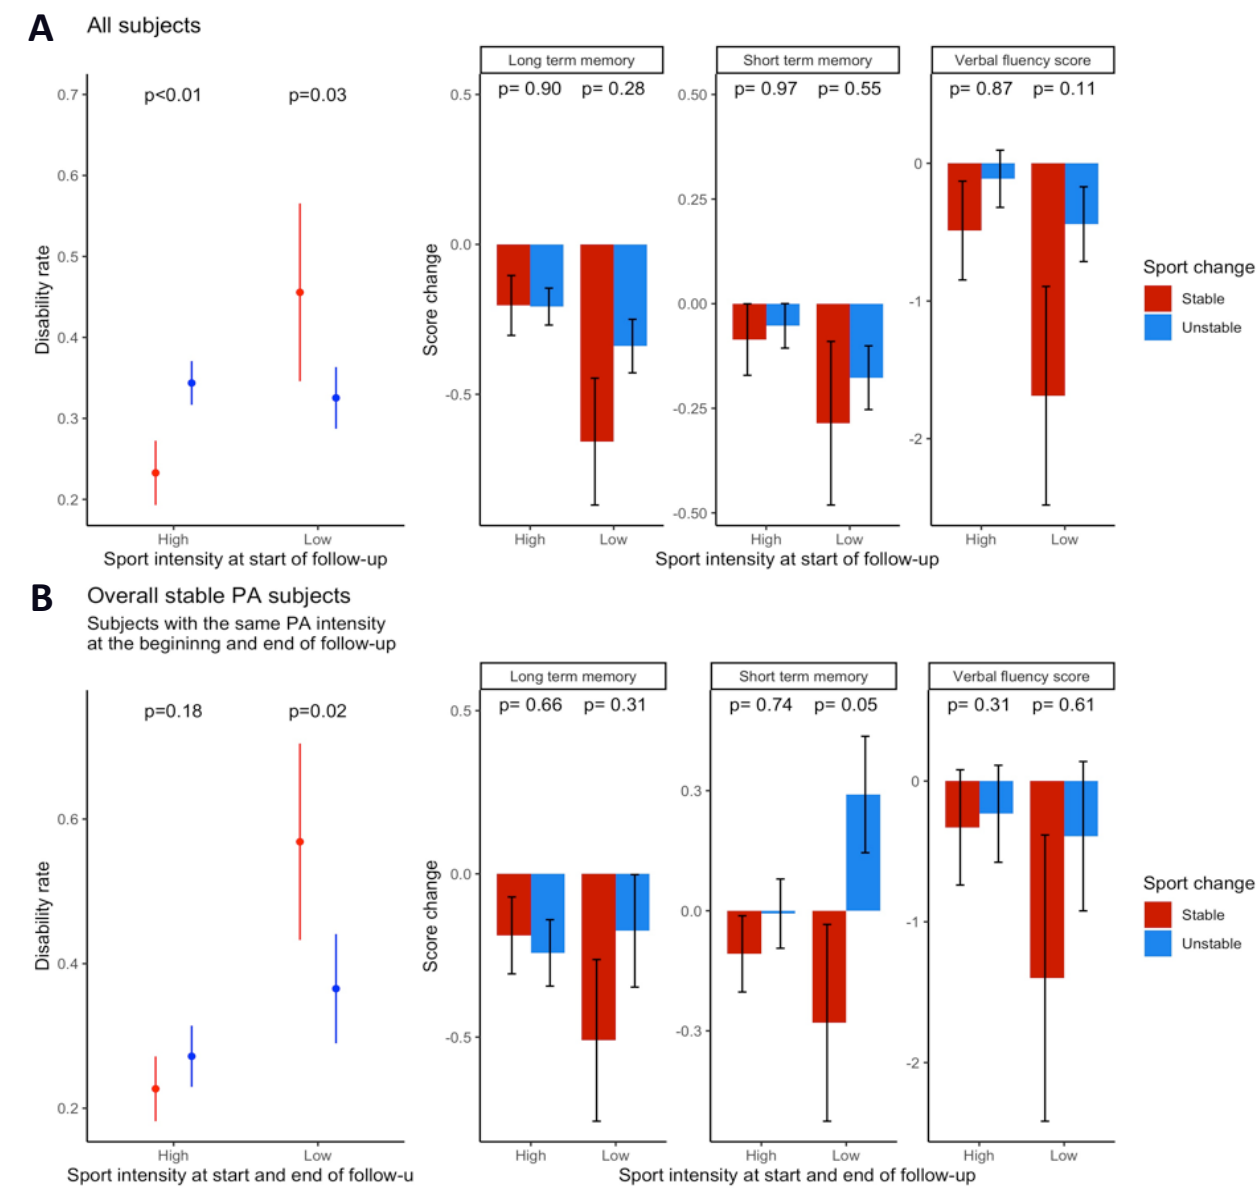 A
All subjects
Long term memory
Short term memory
Verbal fluency score
p<0.01
p=0.03
p= 0.90
p= 0.28
p= 0.97
p= 0.55
p= 0.87
p= 0.11
0.7
0.6
0.5
0.4
0.3
0.2
Disability rate
High
Low
Sport intensity at start of follow-up
0.5
0.0
-0.5
Score change
High
Low
0.50
0.25
0.00
-0.25
-0.50
High
Low
0
-1
-2
High
Low
Sport intensity at start of follow-up
Sport change
Stable
Unstable
B
Overall stable PA subjects
Subjects with the same PA intensity
at the begininng and end of follow-up
Long term memory
Short term memory
Verbal fluency score
p=0.18
p=0.02
p= 0.66
p= 0.31
p= 0.74
p= 0.05
p= 0.31
p= 0.61
0.6
0.4
0.2
Disability rate
High
Low
Sport intensity at start and end of follow-u
0.5
0.0
-0.5
Score change
High
Low
0.3
0.0
-0.3
High
Low
0
-1
-2
High
Low
Sport intensity at start and end of follow-up
Sport change
Stable
Unstable